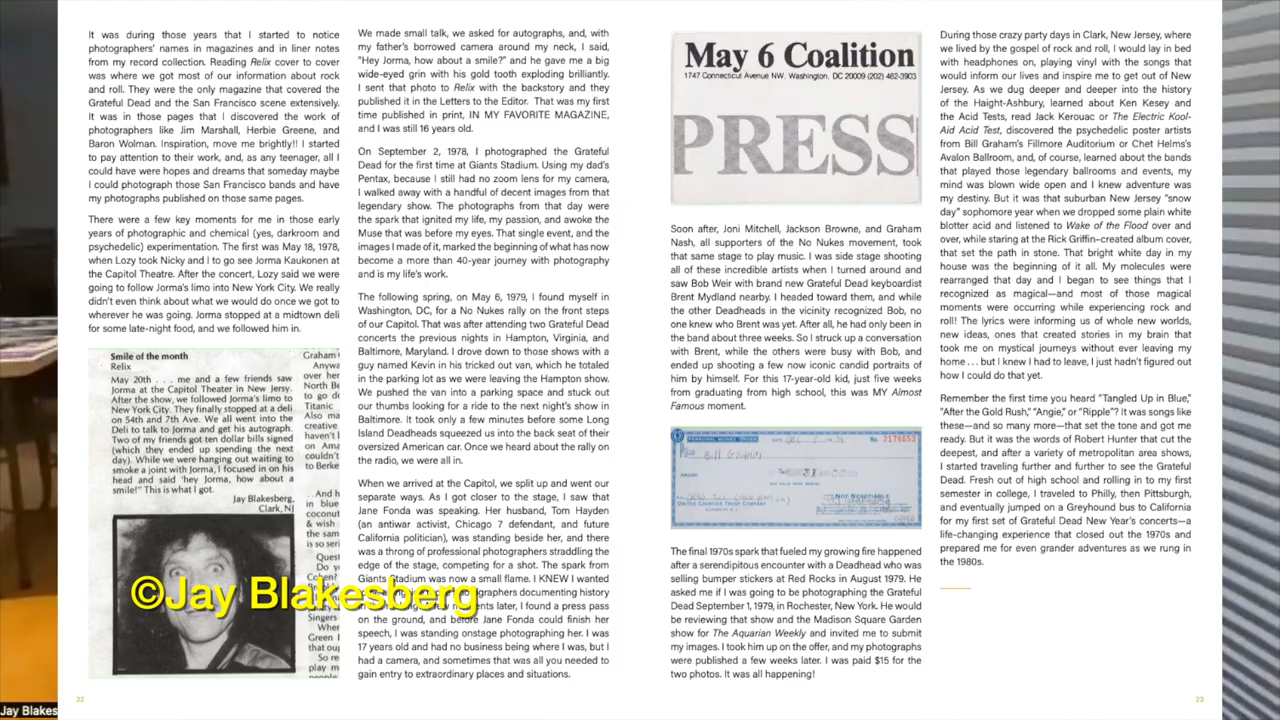 It was during those years that I started to notice
photographers' names in magazines and in liner notes
from my record collection. Reading Relix cover to cover
was where we got most of our information about rock
and roll. They were the only magazine that covered the
Grateful Dead and the San Francisco scene extensively.
It was in those pages that I discovered the work of
photographers like Jim Marshall, Herbie Greene, and
Baron Wolman. Inspiration, move me brightly!! I started
to pay attention to their work, and, as any teenager, all I
could have were hopes and dreams that someday maybe
I could photograph those San Francisco bands and have
my photographs published on those same pages.
There were a few key moments for me in those early
years of photographic and chemical (yes, darkroom and
psychedelic) experimentation. The first was May 18, 1978,
when Lozy took Nicky and I to go see Jorma Kaukonen at
the Capitol Theatre. After the concert, Lozy said we were
going to follow Jorma's limo into New York City. We really
didn't even think about what we would do once we got to
wherever he was going. Jorma stopped at a midtown deli
for some late-night food, and we followed him in.
Smile of the month
Relix
May 20th . . . me and a few friends saw
Jorma at the Capitol Theater in New Jersy.
After the show, we followed Jorma's limo to
New York City. They finally stopped at a deli
on 54th and 7th Ave. We all went into the
Deli to talk to Jorma and get his autograph.
Two of my friends got ten dollar bills signed
(which they ended up spending the next
day). While we were hanging out waiting to
smoke a joint with Jorma, I focused in on his
head and said 'hey Jorma, how about a
smile!" This is what I got.
Jay Blakesberg,
Clark, NJ
Graham
Anywa
over her
North Be
to go d
Titanic
Also ma
creative
haven't
on Ama
couldn't
to Berke
. . And h
in blue
coconut
& wish
the sam
is so seri
Quest
Do y
Cohen?
Singers
Wher
Green
that ou
So re
play m
people
We made small talk, we asked for autographs, and, with
my father's borrowed camera around my neck, I said,
"Hey Jorma, how about a smile?" and he gave me a big
wide-eyed grin with his gold tooth exploding brilliantly.
I sent that photo to Relix with the backstory and they
published it in the Letters to the Editor. That was my first
time published in print, IN MY FAVORITE MAGAZINE,
and I was still 16 years old.
On September 2, 1978, I photographed the Grateful
Dead for the first time at Giants Stadium. Using my dad's
Pentax, because I still had no zoom lens for my camera,
I walked away with a handful of decent images from that
legendary show. The photographs from that day were
the spark that ignited my life, my passion, and awoke the
Muse that was before my eyes. That single event, and the
images I made of it, marked the beginning of what has now
become a more than 40-year journey with photography
and is my life's work.
The following spring, on May 6, 1979, I found myself in
Washington, DC, for a No Nukes rally on the front steps
of our Capitol. That was after attending two Grateful Dead
concerts the previous nights in Hampton, Virginia, and
Baltimore, Maryland. I drove down to those shows with a
guy named Kevin in his tricked out van, which he totaled
in the parking lot as we were leaving the Hampton show.
We pushed the van into a parking space and stuck out
our thumbs looking for a ride to the next night's show in
Baltimore. It took only a few minutes before some Long
Island Deadheads squeezed us into the back seat of their
oversized American car. Once we heard about the rally on
the radio, we were all in.
When we arrived at the Capitol, we split up and went our
separate ways. As I got closer to the stage, I saw that
Jane Fonda was speaking. Her husband, Tom Hayden
(an antiwar activist, Chicago 7 defendant, and future
California politician), was standing beside her, and there
was a throng of professional photographers straddling the
edge of the stage, competing for a shot. The spark from
Giants Stadium was now a small flame. I KNEW I wanted
photographers documenting history
later, I found a press pass
on the ground, and before Jane Fonda could finish her
speech, I was standing onstage photographing her. I was
17 years old and had no business being where I was, but I
had a camera, and sometimes that was all you needed to
gain entry to extraordinary places and situations.
©Jay Blakesberg
22
Jay Blakes
May 6 Coalition
1747 Connecticut Avenue NW, Washington, DC 20009 (202) 462-3903
PRESS
Soon after, Joni Mitchell, Jackson Browne, and Graham
Nash, all supporters of the No Nukes movement, took
that same stage to play music. I was side stage shooting
all of these incredible artists when I turned around and
saw Bob Weir with brand new Grateful Dead keyboardist
Brent Mydland nearby. I headed toward them, and while
the other Deadheads in the vicinity recognized Bob, no
one knew who Brent was yet. After all, he had only been in
the band about three weeks. So I struck up a conversation
with Brent, while the others were busy with Bob, and
ended up shooting a few now iconic candid portraits of
him by himself. For this 17-year-old kid, just five weeks
from graduating from high school, this was MY Almost
Famous moment.
PERSONAL MONEY ORDER
No. 2178653
Bill Graham
AMOUNT
NOT NEGOTIABLE
UNITED COUNTIES TRUST COMPANY
The final 1970s spark that fueled my growing fire happened
after a serendipitous encounter with a Deadhead who was
selling bumper stickers at Red Rocks in August 1979. He
asked me if I was going to be photographing the Grateful
Dead September 1, 1979, in Rochester, New York. He would
be reviewing that show and the Madison Square Garden
show for The Aquarian Weekly and invited me to submit
my images. I took him up on the offer, and my photographs
were published a few weeks later. I was paid $15 for the
two photos. It was all happening!
During those crazy party days in Clark, New Jersey, where
we lived by the gospel of rock and roll, I would lay in bed
with headphones on, playing vinyl with the songs that
would inform our lives and inspire me to get out of New
Jersey. As we dug deeper and deeper into the history
of the Haight-Ashbury, learned about Ken Kesey and
the Acid Tests, read Jack Kerouac or The Electric Kool-
Aid Acid Test, discovered the psychedelic poster artists
from Bill Graham's Fillmore Auditorium or Chet Helms's
Avalon Ballroom, and, of course, learned about the bands
that played those legendary ballrooms and events, my
mind was blown wide open and I knew adventure was
my destiny. But it was that suburban New Jersey "snow
day" sophomore year when we dropped some plain white
blotter acid and listened to Wake of the Flood over and
over, while staring at the Rick Griffin–created album cover,
that set the path in stone. That bright white day in my
house was the beginning of it all. My molecules were
rearranged that day and I began to see things that I
recognized as magical—and most of those magical
moments were occurring while experiencing rock and
roll! The lyrics were informing us of whole new worlds,
new ideas, ones that created stories in my brain that
took me on mystical journeys without ever leaving my
home . . . but I knew I had to leave, I just hadn't figured out
how I could do that yet.
Remember the first time you heard "Tangled Up in Blue,"
"After the Gold Rush," "Angie," or "Ripple"? It was songs like
these—and so many more—that set the tone and got me
ready. But it was the words of Robert Hunter that cut the
deepest, and after a variety of metropolitan area shows,
I started traveling further and further to see the Grateful
Dead. Fresh out of high school and rolling in to my first
semester in college, I traveled to Philly, then Pittsburgh,
and eventually jumped on a Greyhound bus to California
for my first set of Grateful Dead New Year's concerts—a
life-changing experience that closed out the 1970s and
prepared me for even grander adventures as we rung in
the 1980s.
23